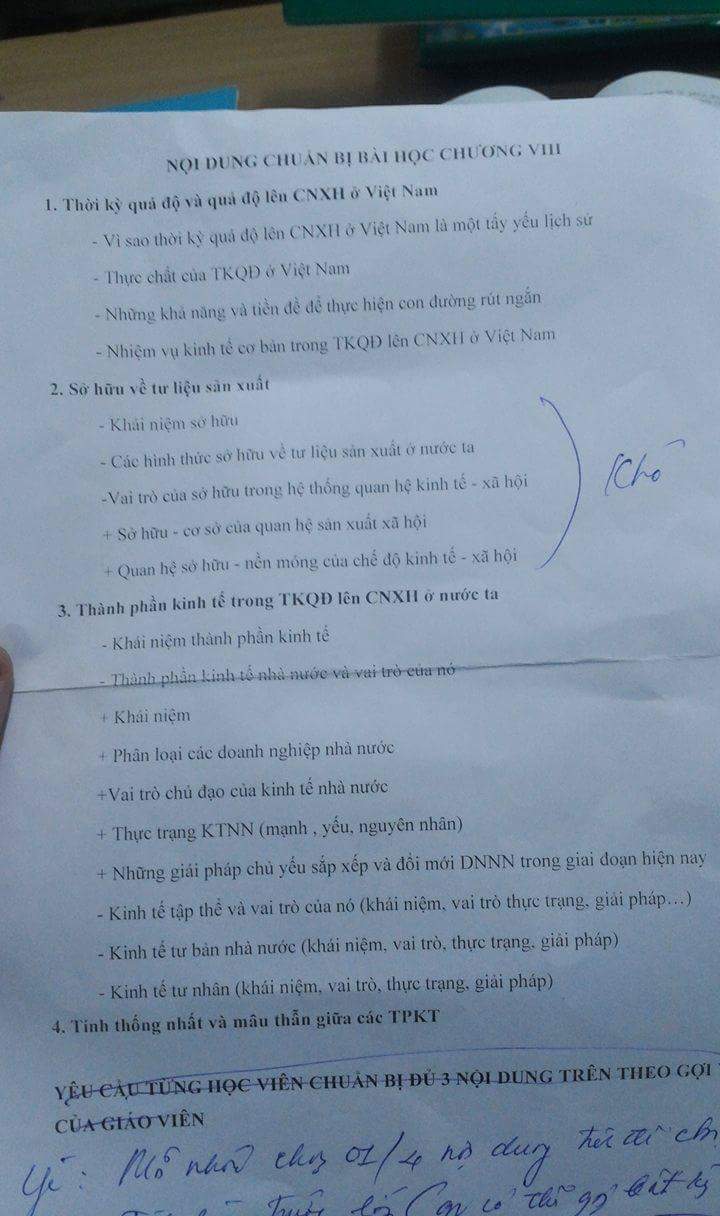 NỘI DUNG CHUẨN BỊ BÀI HỌC CHƯƠNG VIII
1. Thời kỳ quá độ và quá độ lên CNXH ở Việt Nam
- Vì sao thời kỳ quá độ lên CNXH ở Việt Nam là một tấy yếu lịch sử
- Thực chất của TKQĐ ở Việt Nam
- Những khả năng và tiền đề để thực hiện con đường rút ngắn
- Nhiệm vụ kinh tế cơ bản trong TKQĐ lên CNXH ở Việt Nam
2. Sở hữu về tư liệu sản xuất
- Khái niệm sở hữu
- Các hình thức sở hữu về tư liệu sản xuất ở nước ta
-Vai trò của sở hữu trong hệ thống quan hệ kinh tế - xã hội
Khó
+ Sở hữu - cơ sở của quan hệ sản xuất xã hội
+ Quan hệ sở hữu - nền móng của chế độ kinh tế - xã hội
3. Thành phần kinh tế trong TKQĐ lên CNXH ở nước ta
- Khái niệm thành phần kinh tế
- Thành phần kinh tế nhà nước và vai trò của nó
+ Khái niệm
+ Phân loại các doanh nghiệp nhà nước
+Vai trò chủ đạo của kinh tế nhà nước
+ Thực trạng KTNN (mạnh , yếu, nguyên nhân)
+ Những giải pháp chủ yếu sắp xếp và đổi mới DNNN trong giai đoạn hiện nay
- Kinh tế tập thể và vai trò của nó (khái niệm, vai trò thực trạng, giải pháp...)
- Kinh tế tư bản nhà nước (khái niệm, vai trò, thực trạng, giải pháp)
- Kinh tế tư nhân (khái niệm, vai trò, thực trạng, giải pháp)
4. Tính thống nhất và mâu thẫn giữa các TPKT
YÊU CẦU TỪNG HỌC VIÊN CHUẨN BỊ ĐỦ 3 NỘI DUNG TRÊN THEO GỢI
CỦA GIÁO VIÊN
Mỗi nhóm chọn 01/4 nội dung
trước có thể gọi bất kỳ